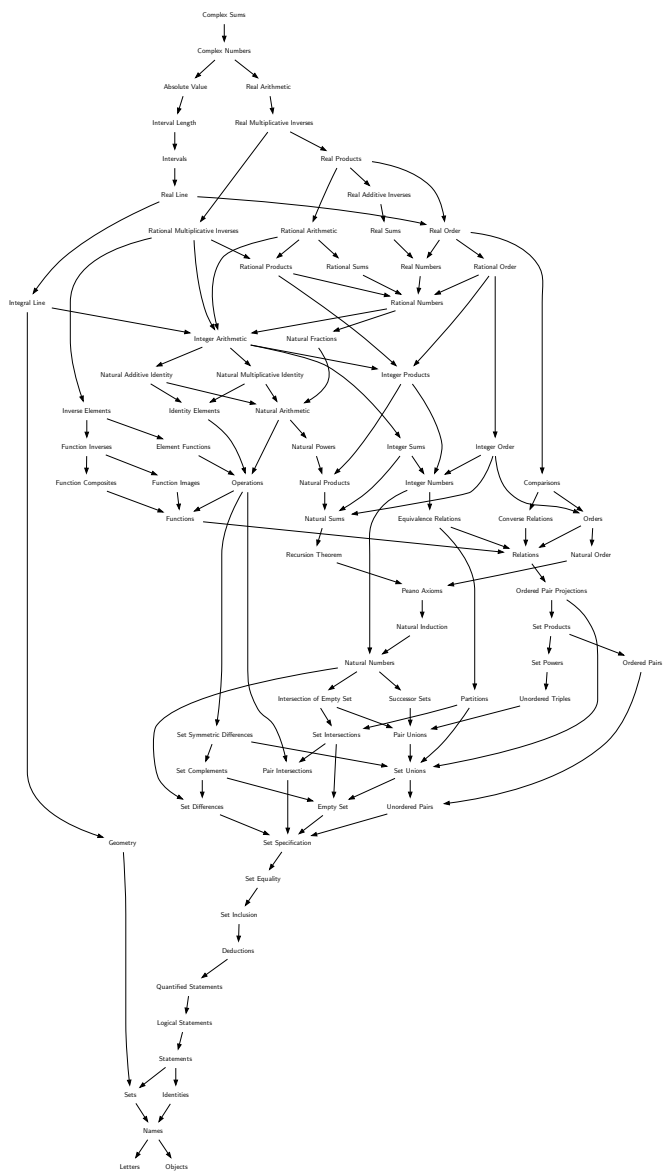 Complex Sums
Complex Numbers
Absolute Value Real Arithmetic
Interval Length Real Multiplicative Inverses
Intervals Real Products
Real Line Real Additive Inverses
Rational Multiplicative Inverses Rational Arithmetic Real Sums Real Order
Rational Products Rational Sums Real Numbers Rational Order
Integral Line Rational Numbers
Integer Arithmetic Natural Fractions
Natural Additive Identity Natural Multiplicative Identity Integer Products
Inverse Elements Identity Elements Natural Arithmetic
Function Inverses Element Functions Natural Powers Integer Sums Integer Order
Function Composites Function Images Operations Natural Products Integer Numbers Comparisons
Functions Natural Sums Equivalence Relations Converse Relations Orders
Recursion Theorem Relations Natural Order
Peano Axioms Ordered Pair Projections
Natural Induction Set Products
Natural Numbers Set Powers Ordered Pairs
Intersection of Empty Set Successor Sets Partitions Unordered Triples
Set Symmetric Differences Set Intersections Pair Unions
Set Complements Pair Intersections Set Unions
Set Differences Empty Set Unordered Pairs
Geometry Set Specification
Set Equality
Set Inclusion
Deductions
Quantified Statements
Logical Statements
Statements
Sets Identities
Names
Letters Objects